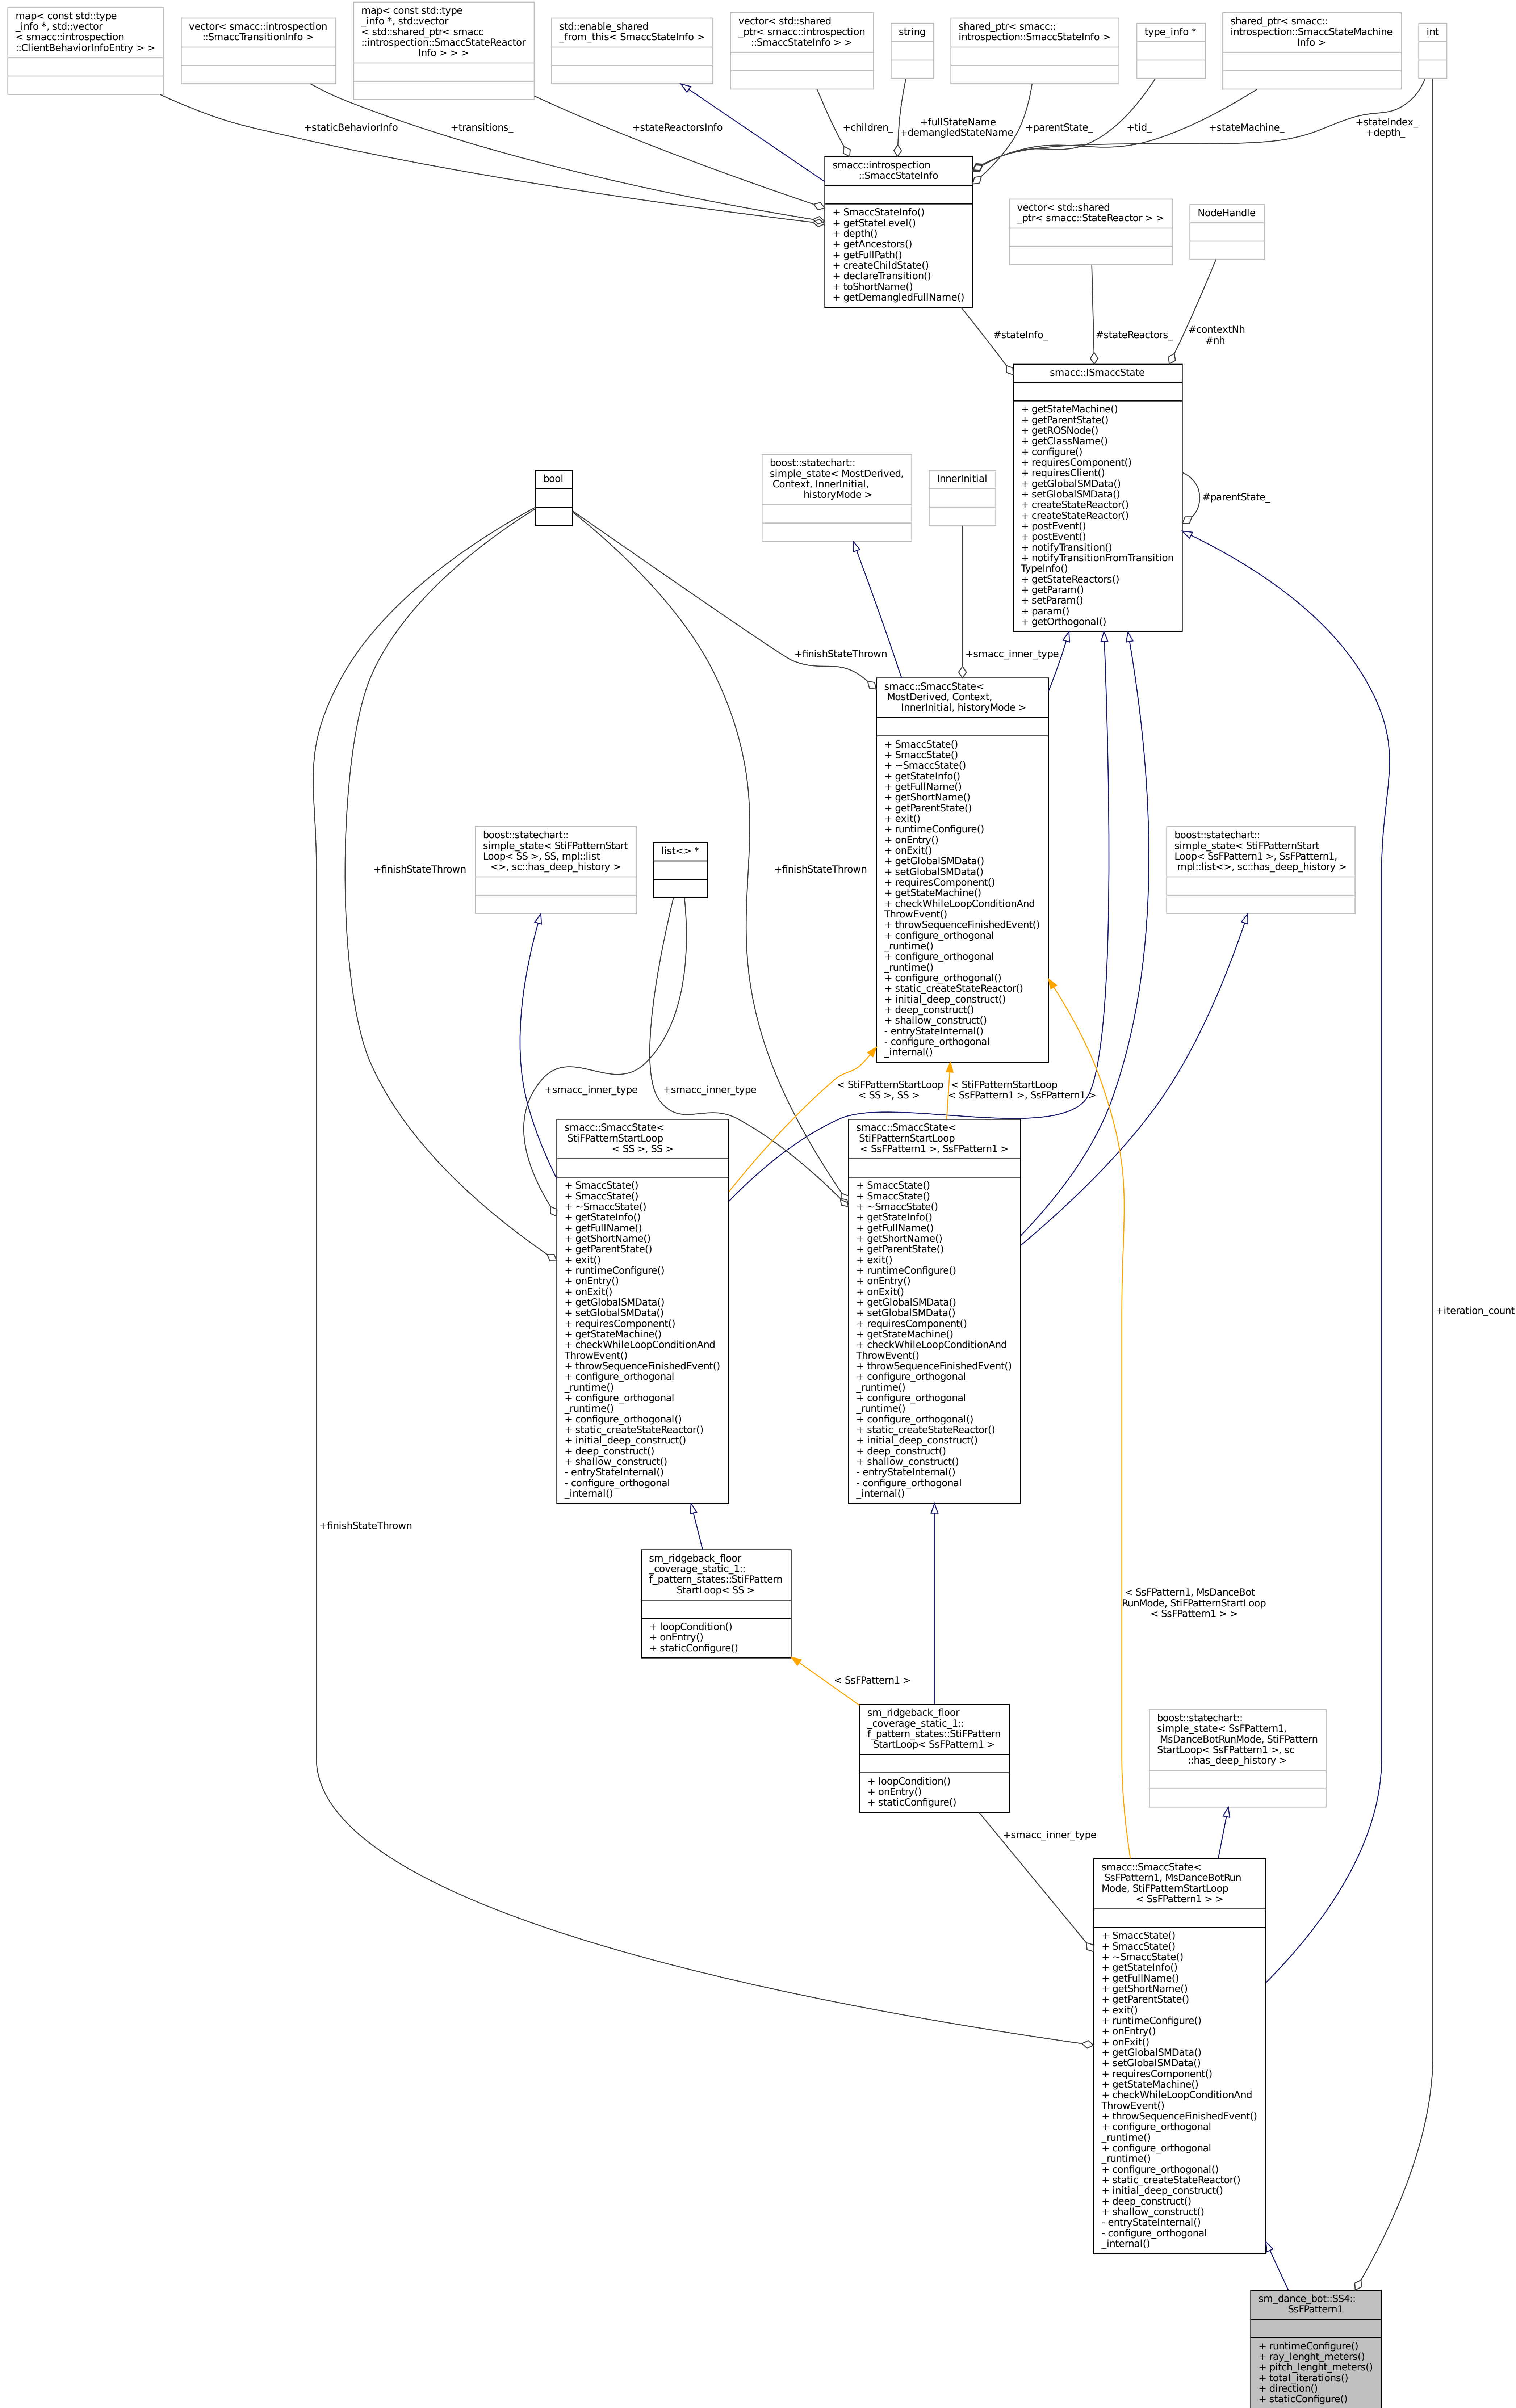 map< const std::type
_info *, std::vector
< smacc::introspection
::ClientBehaviorInfoEntry > >
vector< smacc::introspection
::SmaccTransitionInfo >
map< const std::type
_info *, std::vector
< std::shared_ptr< smacc
::introspection::SmaccStateReactor
Info > > >
std::enable_shared
_from_this< SmaccStateInfo >
vector< std::shared
_ptr< smacc::introspection
::SmaccStateInfo > >
string
shared_ptr< smacc::
introspection::SmaccStateInfo >
type_info *
shared_ptr< smacc::
introspection::SmaccStateMachine
Info >
int
+staticBehaviorInfo
+transitions_
+stateReactorsInfo
+children_
+fullStateName
+demangledStateName
+parentState_
+tid_
+stateMachine_
+stateIndex_
+depth_
smacc::introspection
::SmaccStateInfo
+ SmaccStateInfo()
+ getStateLevel()
+ depth()
+ getAncestors()
+ getFullPath()
+ createChildState()
+ declareTransition()
+ toShortName()
+ getDemangledFullName()
vector< std::shared
_ptr< smacc::StateReactor > >
NodeHandle
#stateInfo_
#stateReactors_
#contextNh
#nh
smacc::ISmaccState
+ getStateMachine()
+ getParentState()
+ getROSNode()
+ getClassName()
+ configure()
+ requiresComponent()
+ requiresClient()
+ getGlobalSMData()
+ setGlobalSMData()
+ createStateReactor()
+ createStateReactor()
+ postEvent()
+ postEvent()
+ notifyTransition()
+ notifyTransitionFromTransition
TypeInfo()
+ getStateReactors()
+ getParam()
+ setParam()
+ param()
+ getOrthogonal()
#parentState_
bool
boost::statechart::
simple_state< MostDerived,
Context, InnerInitial,
historyMode >
InnerInitial
+finishStateThrown
+smacc_inner_type
smacc::SmaccState<
MostDerived, Context,
InnerInitial, historyMode >
+ SmaccState()
+ SmaccState()
+ ~SmaccState()
+ getStateInfo()
+ getFullName()
+ getShortName()
+ getParentState()
+ exit()
+ runtimeConfigure()
+ onEntry()
+ onExit()
+ getGlobalSMData()
+ setGlobalSMData()
+ requiresComponent()
+ getStateMachine()
+ checkWhileLoopConditionAnd
ThrowEvent()
+ throwSequenceFinishedEvent()
+ configure_orthogonal
_runtime()
+ configure_orthogonal
_runtime()
+ configure_orthogonal()
+ static_createStateReactor()
+ initial_deep_construct()
+ deep_construct()
+ shallow_construct()
- entryStateInternal()
- configure_orthogonal
_internal()
boost::statechart::
simple_state< StiFPatternStart
Loop< SS >, SS, mpl::list
<>, sc::has_deep_history >
list<> *
boost::statechart::
simple_state< StiFPatternStart
Loop< SsFPattern1 >, SsFPattern1,
mpl::list<>, sc::has_deep_history >
+finishStateThrown
+finishStateThrown
+smacc_inner_type
+smacc_inner_type
< StiFPatternStartLoop
< SS >, SS >
< StiFPatternStartLoop
< SsFPattern1 >, SsFPattern1 >
smacc::SmaccState<
StiFPatternStartLoop
< SS >, SS >
+ SmaccState()
+ SmaccState()
+ ~SmaccState()
+ getStateInfo()
+ getFullName()
+ getShortName()
+ getParentState()
+ exit()
+ runtimeConfigure()
+ onEntry()
+ onExit()
+ getGlobalSMData()
+ setGlobalSMData()
+ requiresComponent()
+ getStateMachine()
+ checkWhileLoopConditionAnd
ThrowEvent()
+ throwSequenceFinishedEvent()
+ configure_orthogonal
_runtime()
+ configure_orthogonal
_runtime()
+ configure_orthogonal()
+ static_createStateReactor()
+ initial_deep_construct()
+ deep_construct()
+ shallow_construct()
- entryStateInternal()
- configure_orthogonal
_internal()
smacc::SmaccState<
StiFPatternStartLoop
< SsFPattern1 >, SsFPattern1 >
+ SmaccState()
+ SmaccState()
+ ~SmaccState()
+ getStateInfo()
+ getFullName()
+ getShortName()
+ getParentState()
+ exit()
+ runtimeConfigure()
+ onEntry()
+ onExit()
+ getGlobalSMData()
+ setGlobalSMData()
+ requiresComponent()
+ getStateMachine()
+ checkWhileLoopConditionAnd
ThrowEvent()
+ throwSequenceFinishedEvent()
+ configure_orthogonal
_runtime()
+ configure_orthogonal
_runtime()
+ configure_orthogonal()
+ static_createStateReactor()
+ initial_deep_construct()
+ deep_construct()
+ shallow_construct()
- entryStateInternal()
- configure_orthogonal
_internal()
+iteration_count
+finishStateThrown
sm_ridgeback_floor
_coverage_static_1::
f_pattern_states::StiFPattern
StartLoop< SS >
+ loopCondition()
+ onEntry()
+ staticConfigure()
< SsFPattern1, MsDanceBot
RunMode, StiFPatternStartLoop
< SsFPattern1 > >
< SsFPattern1 >
sm_ridgeback_floor
_coverage_static_1::
f_pattern_states::StiFPattern
StartLoop< SsFPattern1 >
+ loopCondition()
+ onEntry()
+ staticConfigure()
boost::statechart::
simple_state< SsFPattern1,
MsDanceBotRunMode, StiFPattern
StartLoop< SsFPattern1 >, sc
::has_deep_history >
+smacc_inner_type
smacc::SmaccState<
SsFPattern1, MsDanceBotRun
Mode, StiFPatternStartLoop
< SsFPattern1 > >
+ SmaccState()
+ SmaccState()
+ ~SmaccState()
+ getStateInfo()
+ getFullName()
+ getShortName()
+ getParentState()
+ exit()
+ runtimeConfigure()
+ onEntry()
+ onExit()
+ getGlobalSMData()
+ setGlobalSMData()
+ requiresComponent()
+ getStateMachine()
+ checkWhileLoopConditionAnd
ThrowEvent()
+ throwSequenceFinishedEvent()
+ configure_orthogonal
_runtime()
+ configure_orthogonal
_runtime()
+ configure_orthogonal()
+ static_createStateReactor()
+ initial_deep_construct()
+ deep_construct()
+ shallow_construct()
- entryStateInternal()
- configure_orthogonal
_internal()
sm_dance_bot::SS4::
SsFPattern1
+ runtimeConfigure()
+ ray_lenght_meters()
+ pitch_lenght_meters()
+ total_iterations()
+ direction()
+ staticConfigure()